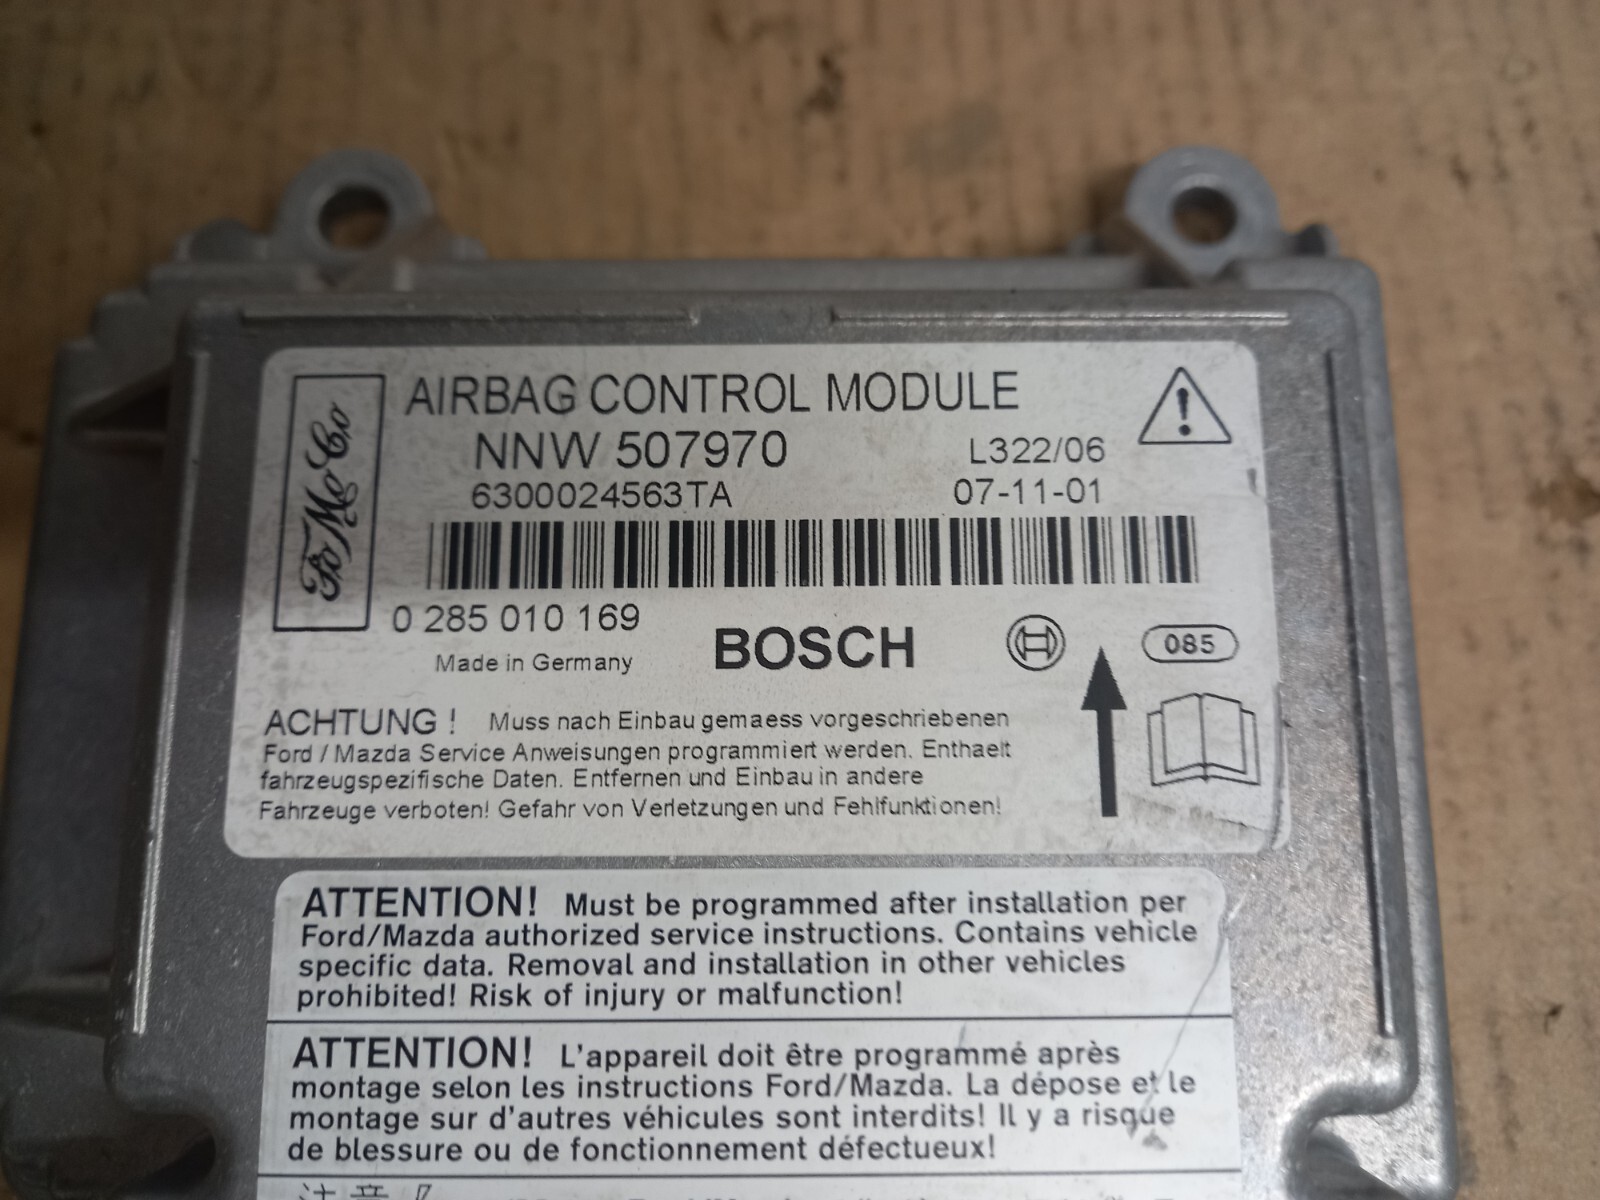 FoMoCo
AIRBAG CONTROL MODULE
NNW 507970 L322/06
6300024563TA 07-11-01
0 285 010 169
BOSCH
085
Made in Germany
ACHTUNG ! Muss nach Einbau gemaess vorgeschriebenen
Ford / Mazda Service Anweisungen programmiert werden. Enthaelt
fahrzeugspezifische Daten. Entfernen und Einbau in andere
Fahrzeuge verboten! Gefahr von Verletzungen und Fehlfunktionen!
ATTENTION! Must be programmed after installation per
Ford/Mazda authorized service instructions. Contains vehicle
specific data. Removal and installation in other vehicles
prohibited! Risk of injury or malfunction!
ATTENTION! L'appareil doit être programmé après
montage selon les instructions Ford/Mazda. La dépose et le
montage sur d'autres véhicules sont interdits! Il y a risque
de blessure ou de fonctionnement défectueux!